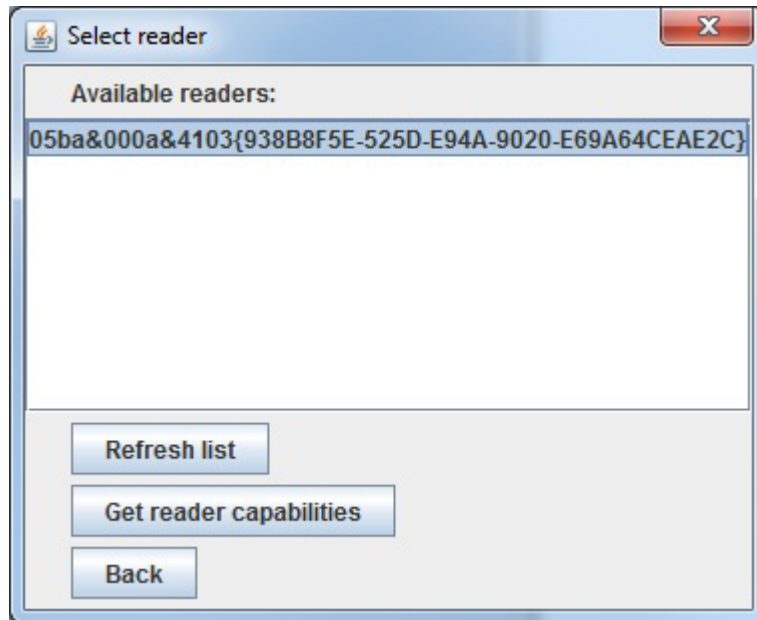 Select reader
Available readers:
05ba&000a&4103{938B8F5E-525D-E94A-9020-E69A64CEAE2C}
Refresh list
Get reader capabilities
Back